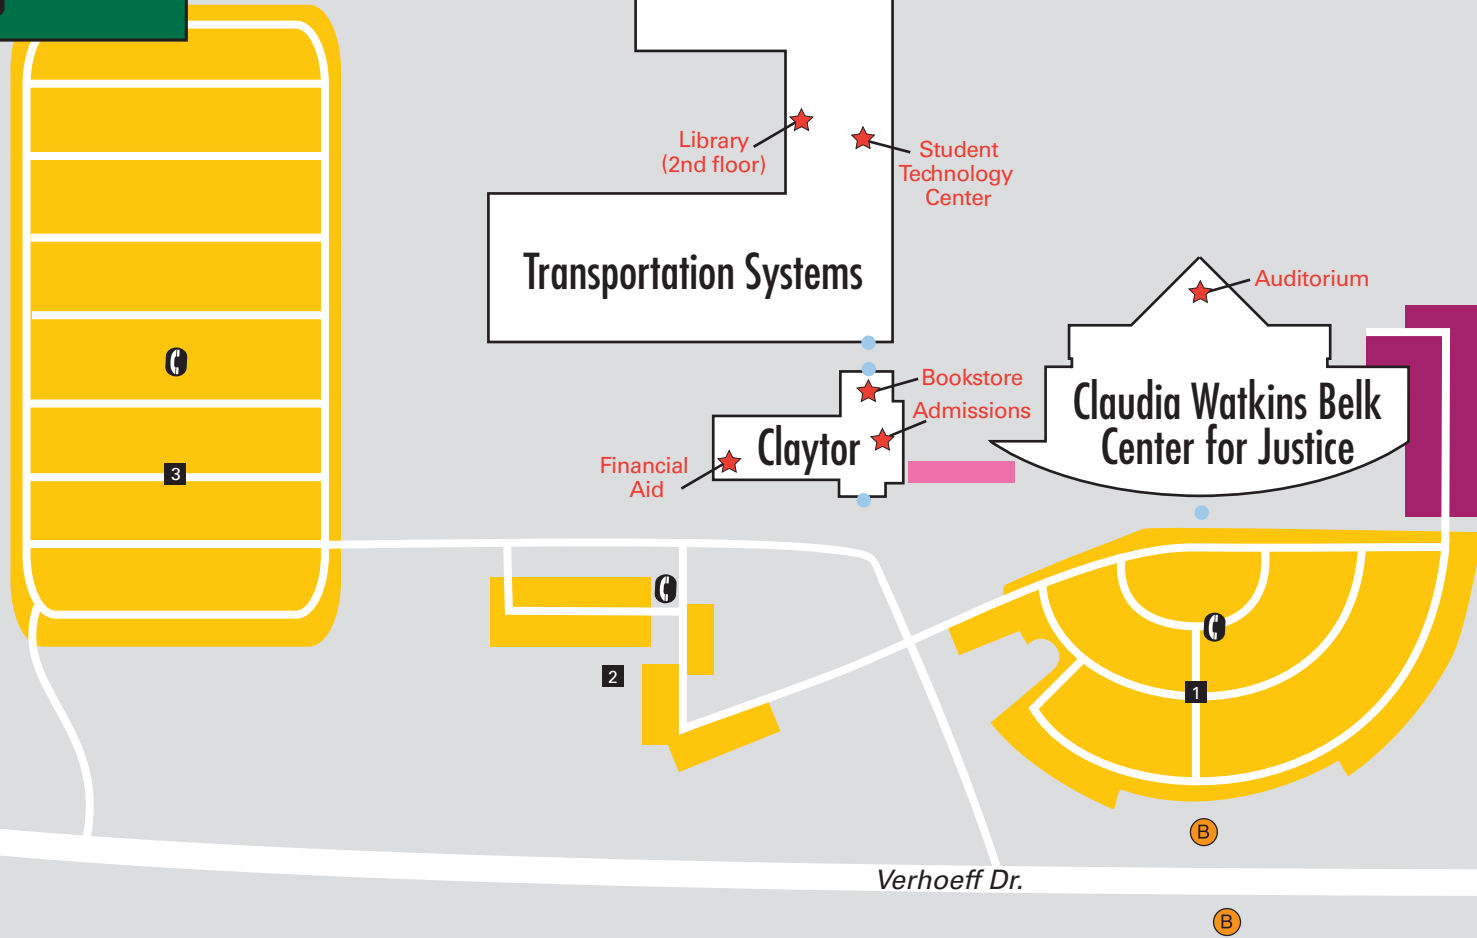 Library
(2nd floor)
Student
Technology
Center
Transportation Systems
Auditorium
Bookstore
Admissions
Claudia Watkins Belk
Center for Justice
Claytor
Financial
Aid
3
2
1
B
Verhoeff Dr.
B